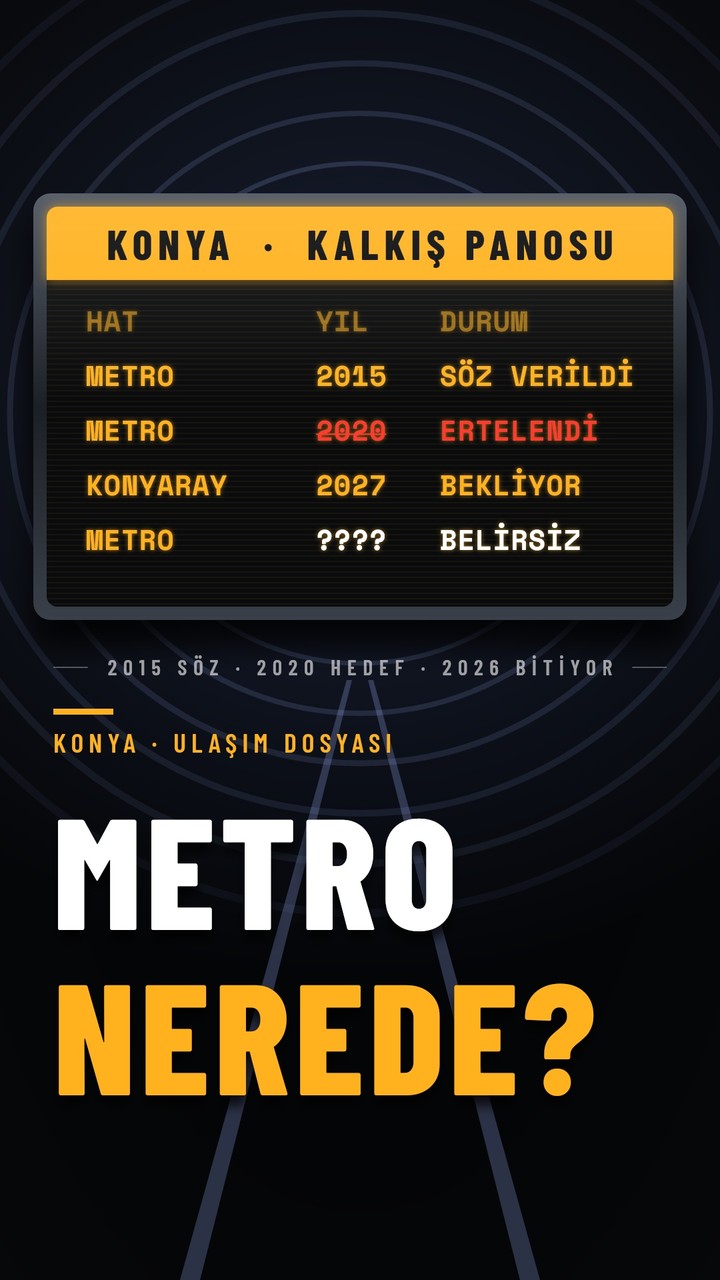 KONYA · KALKIŞ PANOSU
HAT YIL DURUM
METRO 2015 SÖZ VERİLDİ
METRO 2020 ERTELENDİ
KONYARAY 2027 BEKLİYOR
METRO ???? BELİRSİZ
2015 SÖZ · 2020 HEDEF · 2026 BİTİYOR
KONYA · ULAŞIM DOSYASI
METRO
NEREDE?